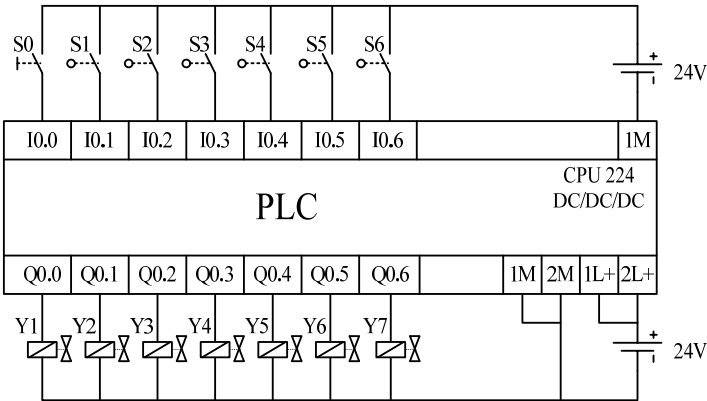 S0 S1 S2 S3 S4 S5 S6
+
24V
-
I0.0 I0.1 I0.2 I0.3 I0.4 I0.5 I0.6 1M
CPU 224
DC/DC/DC
PLC
Q0.0 Q0.1 Q0.2 Q0.3 Q0.4 Q0.5 Q0.6 1M 2M 1L+ 2L+
Y1 Y2 Y3 Y4 Y5 Y6 Y7
+
24V
-